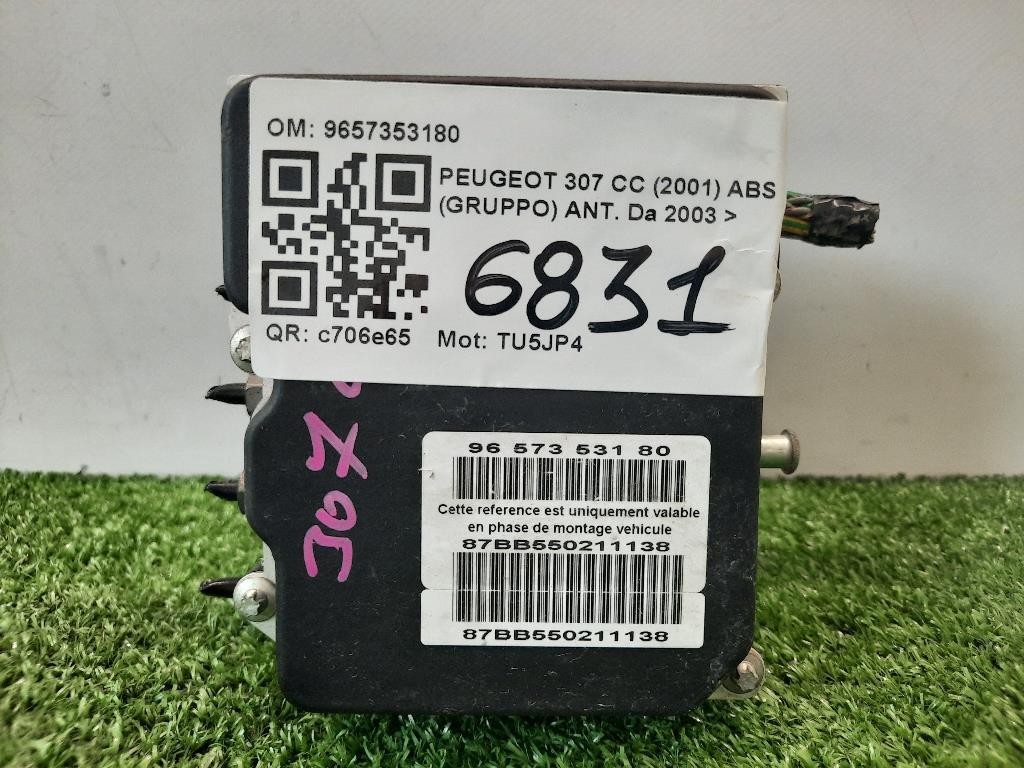 OM: 9657353180
PEUGEOT 307 CC (2001) ABS
(GRUPPO) ANT. Da 2003 >
6831
QR: c706e65 Mot: TU5JP4
307
96 573 531 80
Cette reference est uniquement valable
en phase de montage vehicule
87BB550211138
87BB550211138